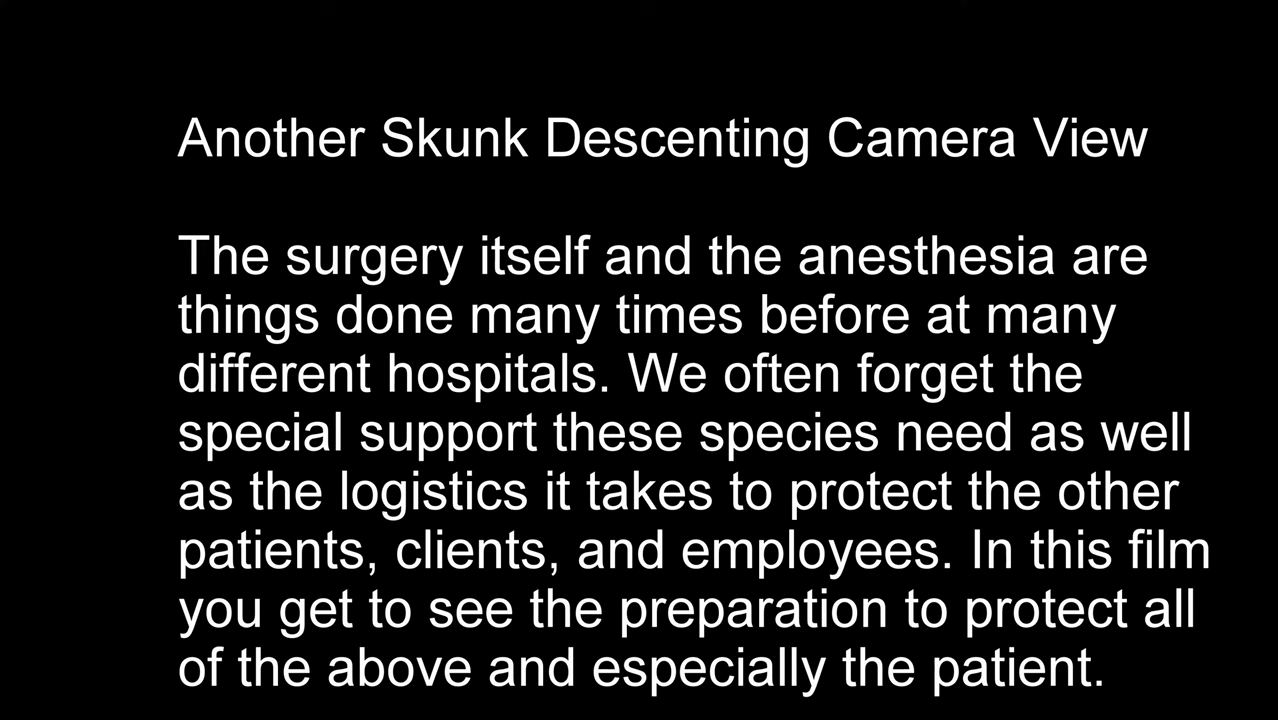 Another Skunk Descenting Camera View
The surgery itself and the anesthesia are
things done many times before at many
different hospitals. We often forget the
special support these species need as well
as the logistics it takes to protect the other
patients, clients, and employees. In this film
you get to see the preparation to protect all
of the above and especially the patient.